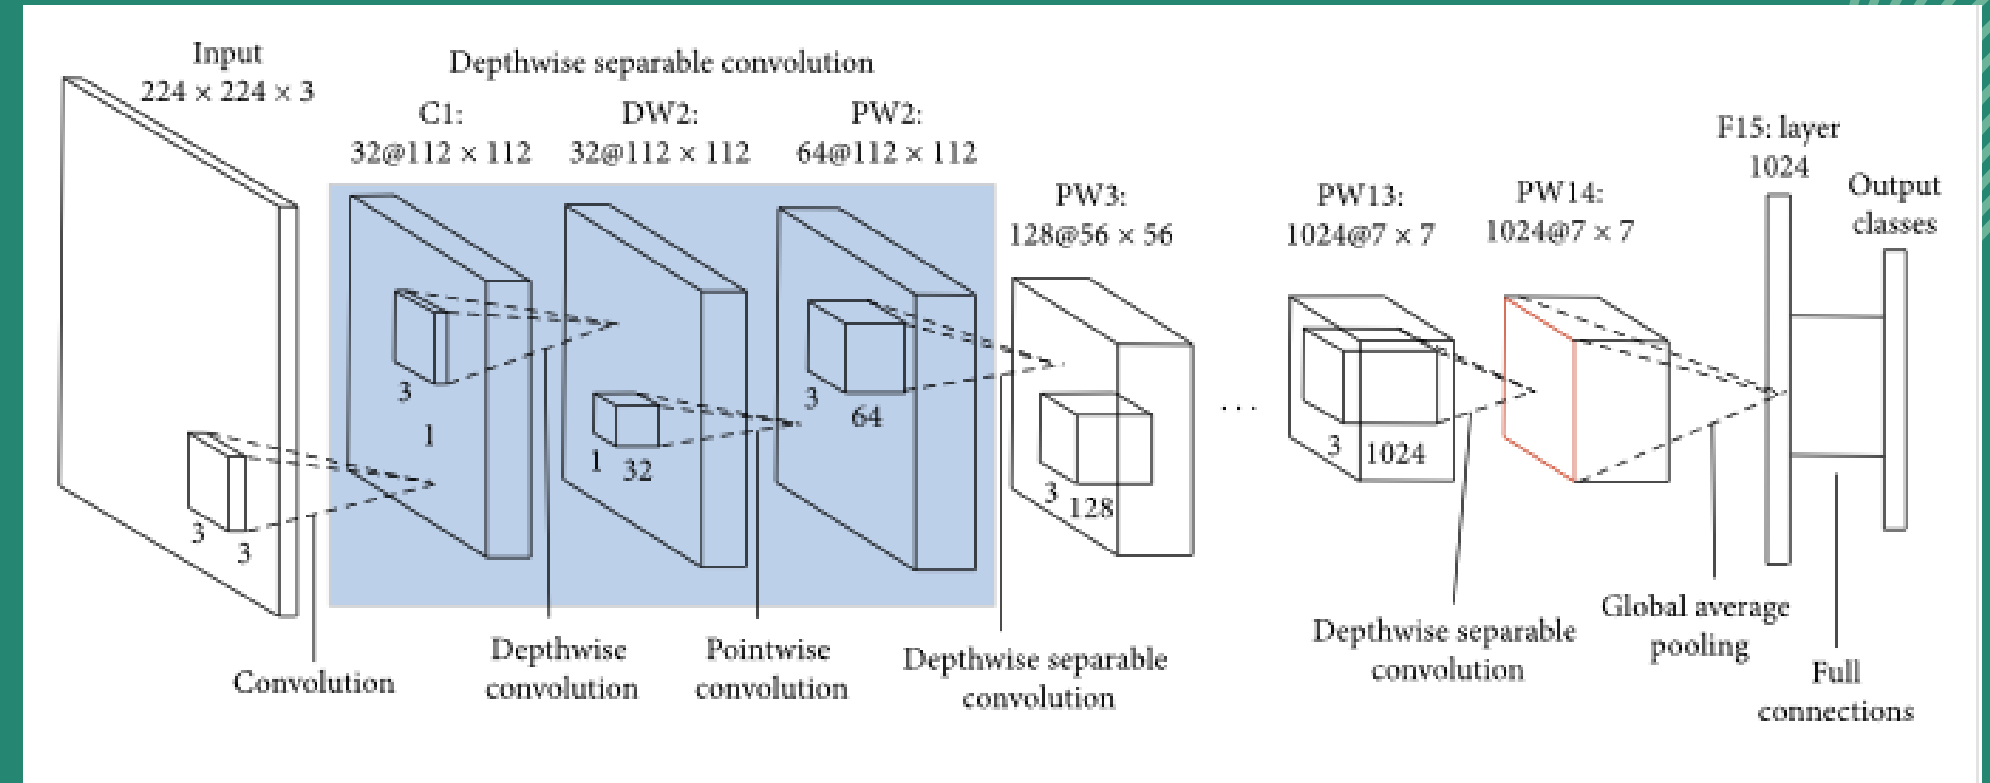 Input
224 × 224 × 3
Depthwise separable convolution
C1:
32@112 × 112
DW2:
32@112 × 112
PW2:
64@112 × 112
PW3:
128@56 × 56
PW13:
1024@7 × 7
PW14:
1024@7 × 7
F15: layer
1024
Output
classes
3
3
3
1
1
32
3
64
3
128
...
3
1024
Convolution
Depthwise
convolution
Pointwise
convolution
Depthwise separable
convolution
Depthwise separable
convolution
Global average
pooling
Full
connections